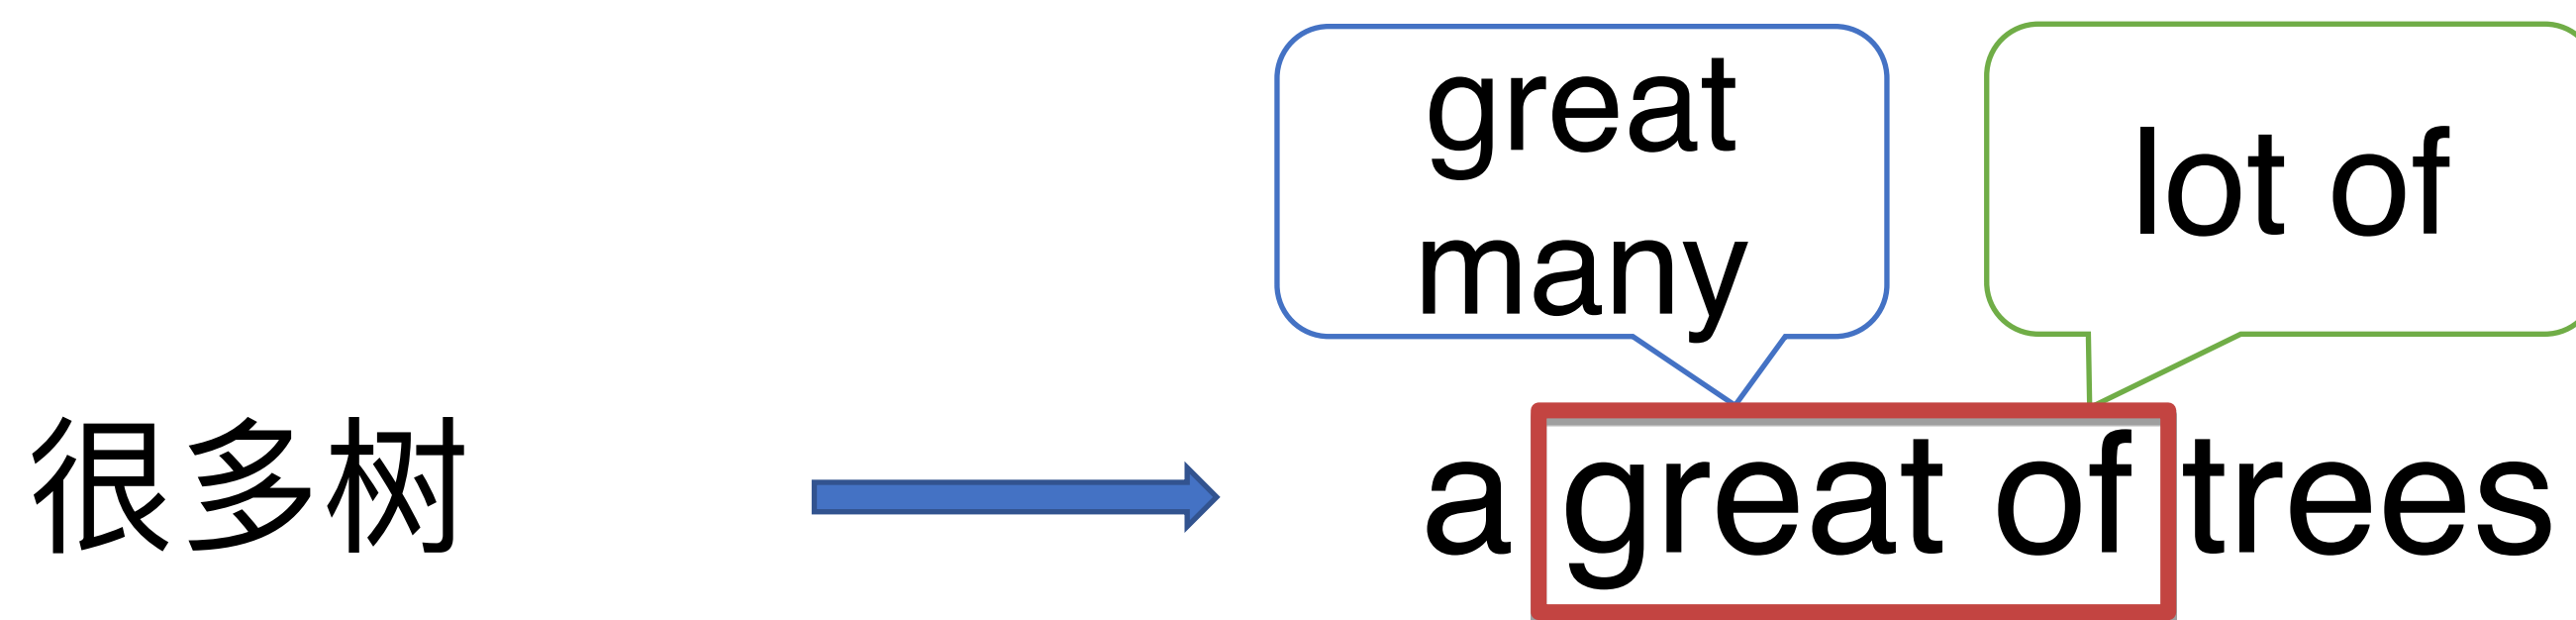 great
many
lot of
很多树
a great of trees